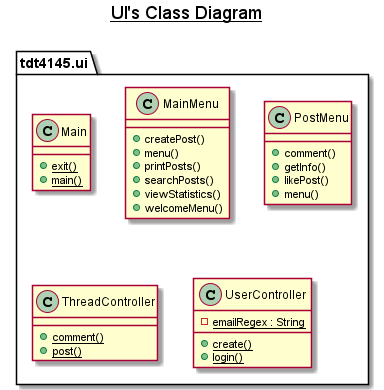 UI's Class Diagram
tdt4145.ui
C Main
exit()
main()
C MainMenu
createPost()
menu()
printPosts()
searchPosts()
viewStatistics()
welcomeMenu()
C PostMenu
comment()
getInfo()
likePost()
menu()
C ThreadController
comment()
post()
C UserController
emailRegex : String
create()
login()